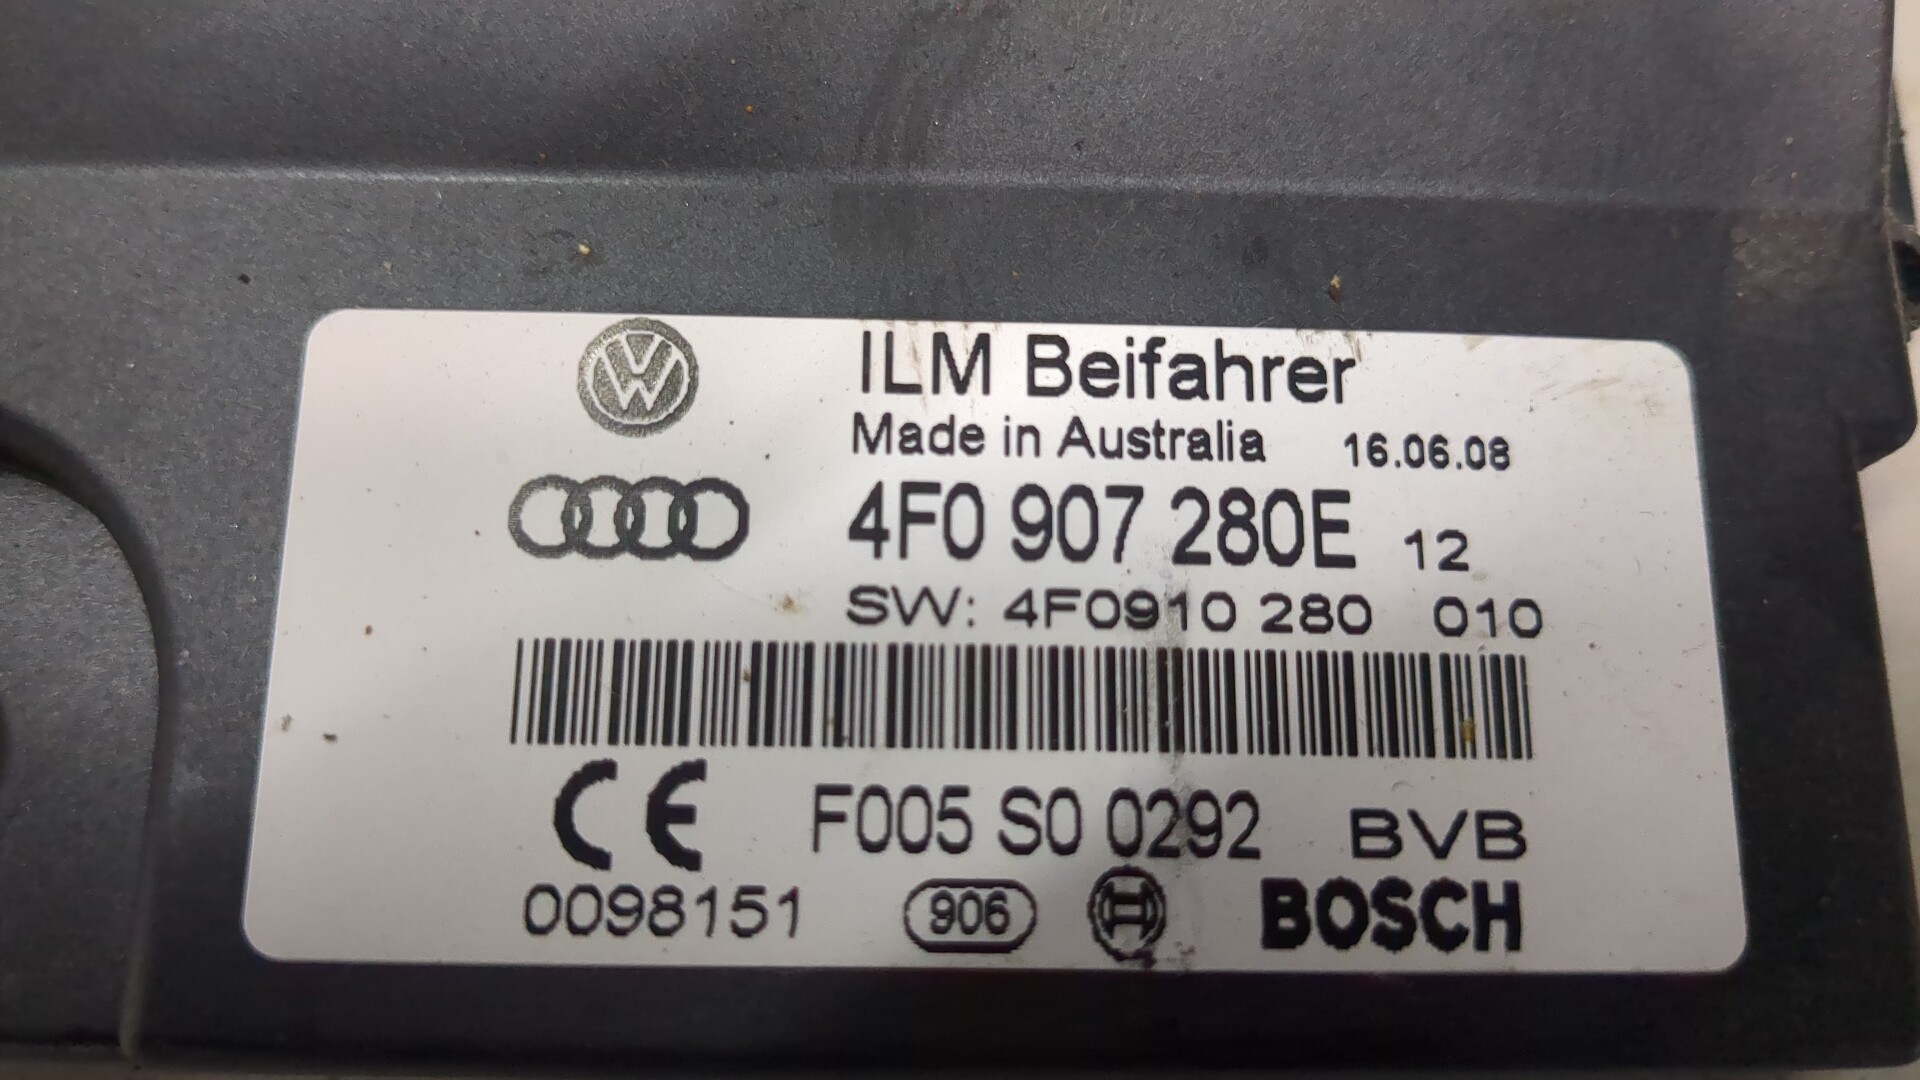 ILM Beifahrer
Made in Australia 16.06.08
4F0 907 280E 12
SW: 4F0910 280 010
CE F005 S0 0292 BVB
0098151 906 BOSCH